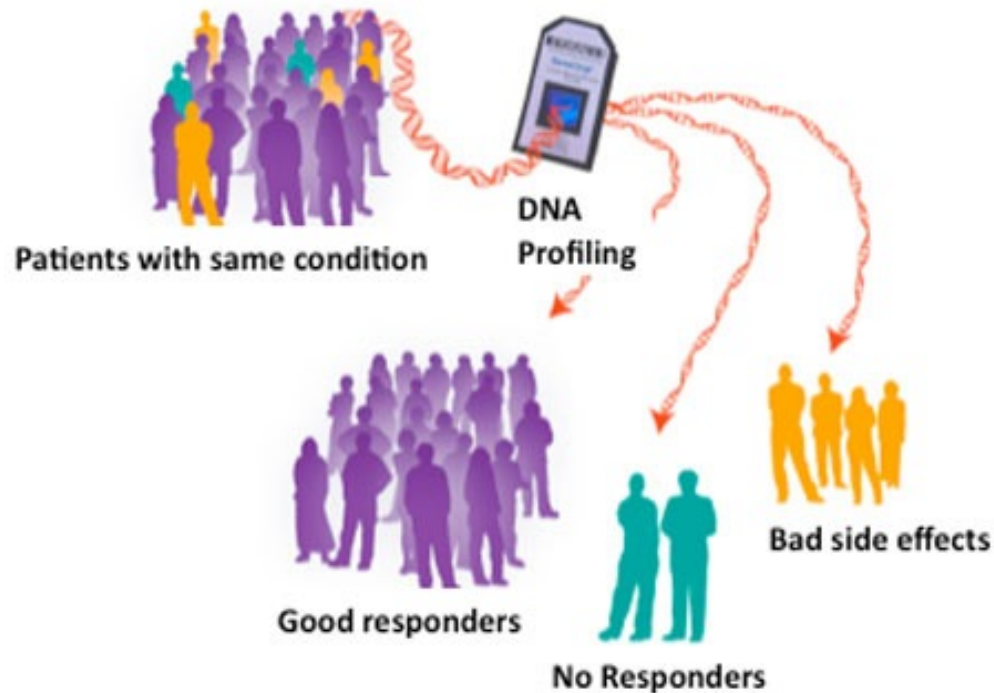 Patients with same condition
DNA
Profiling
Good responders
No Responders
Bad side effects